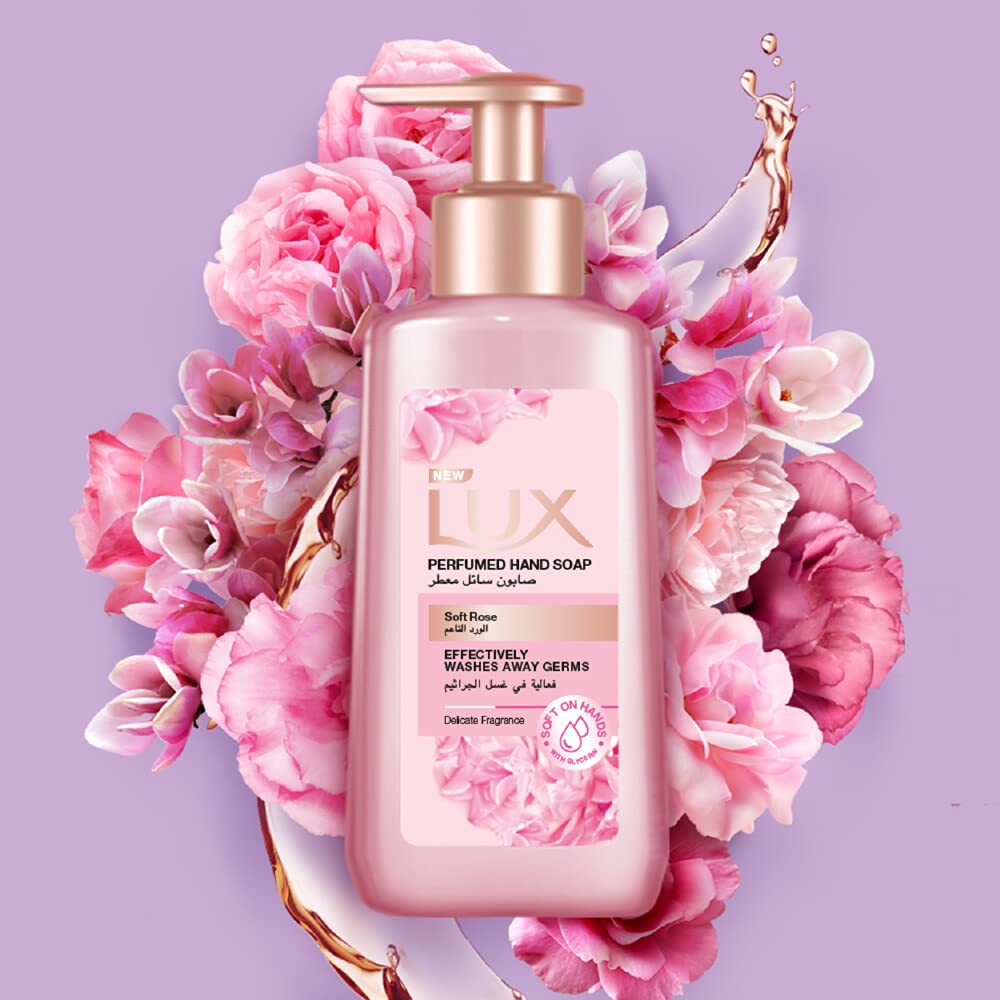 NEW
LUX
PERFUMED HAND SOAP
صابون سائل معطر
Soft Rose
الورد الناعم
EFFECTIVELY
WASHES AWAY GERMS
فعالية في غسل الجراثيم
Delicate Fragrance
SOFT ON HANDS
WITH GLYCERIN